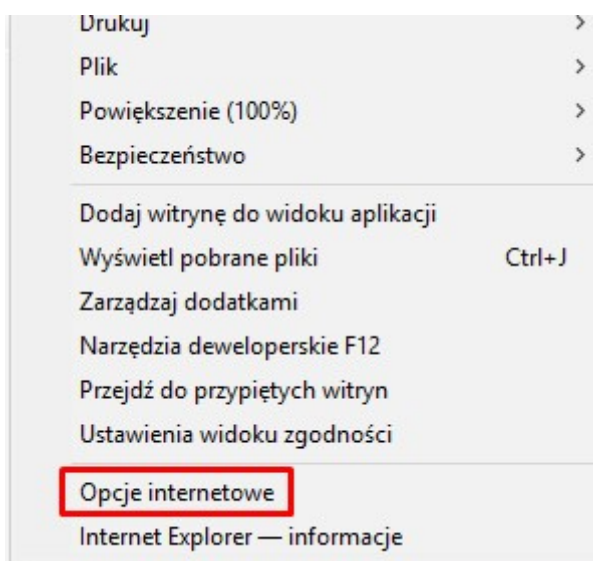 Drukuj
Plik
Powiększenie (100%)
Bezpieczeństwo
Dodaj witrynę do widoku aplikacji
Wyświetl pobrane pliki Ctrl+J
Zarządzaj dodatkami
Narzędzia deweloperskie F12
Przejdź do przypiętych witryn
Ustawienia widoku zgodności
Opcje internetowe
Internet Explorer — informacje